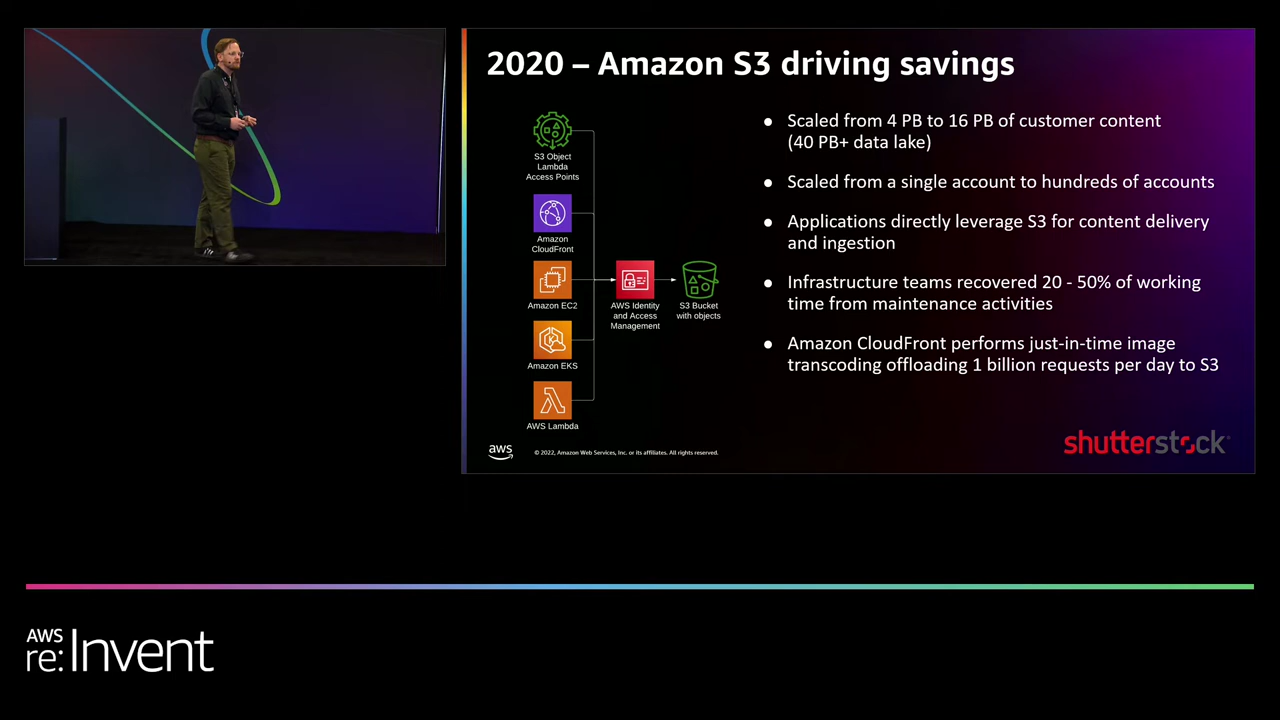 2020 – Amazon S3 driving savings
S3 Object
Lambda
Access Points
Amazon
CloudFront
Amazon EC2
Amazon EKS
AWS Lambda
AWS Identity
and Access
Management
S3 Bucket
with objects
● Scaled from 4 PB to 16 PB of customer content
(40 PB+ data lake)
● Scaled from a single account to hundreds of accounts
● Applications directly leverage S3 for content delivery
and ingestion
● Infrastructure teams recovered 20 - 50% of working
time from maintenance activities
● Amazon CloudFront performs just-in-time image
transcoding offloading 1 billion requests per day to S3
aws
© 2022, Amazon Web Services, Inc. or its affiliates. All rights reserved.
shutterstock
AWS
re:Invent